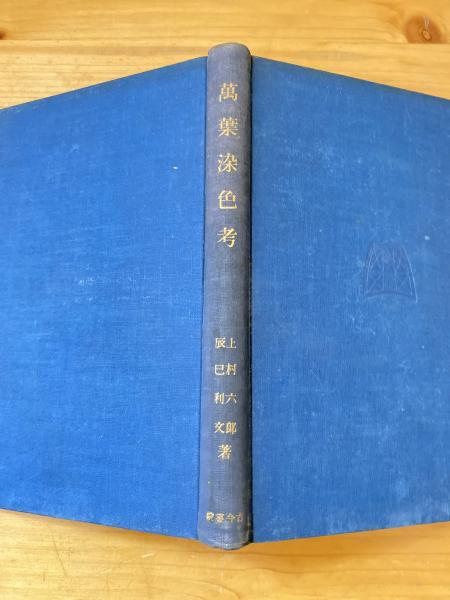 萬葉染色考
上村六郎
辰巳利文
著
古今書院